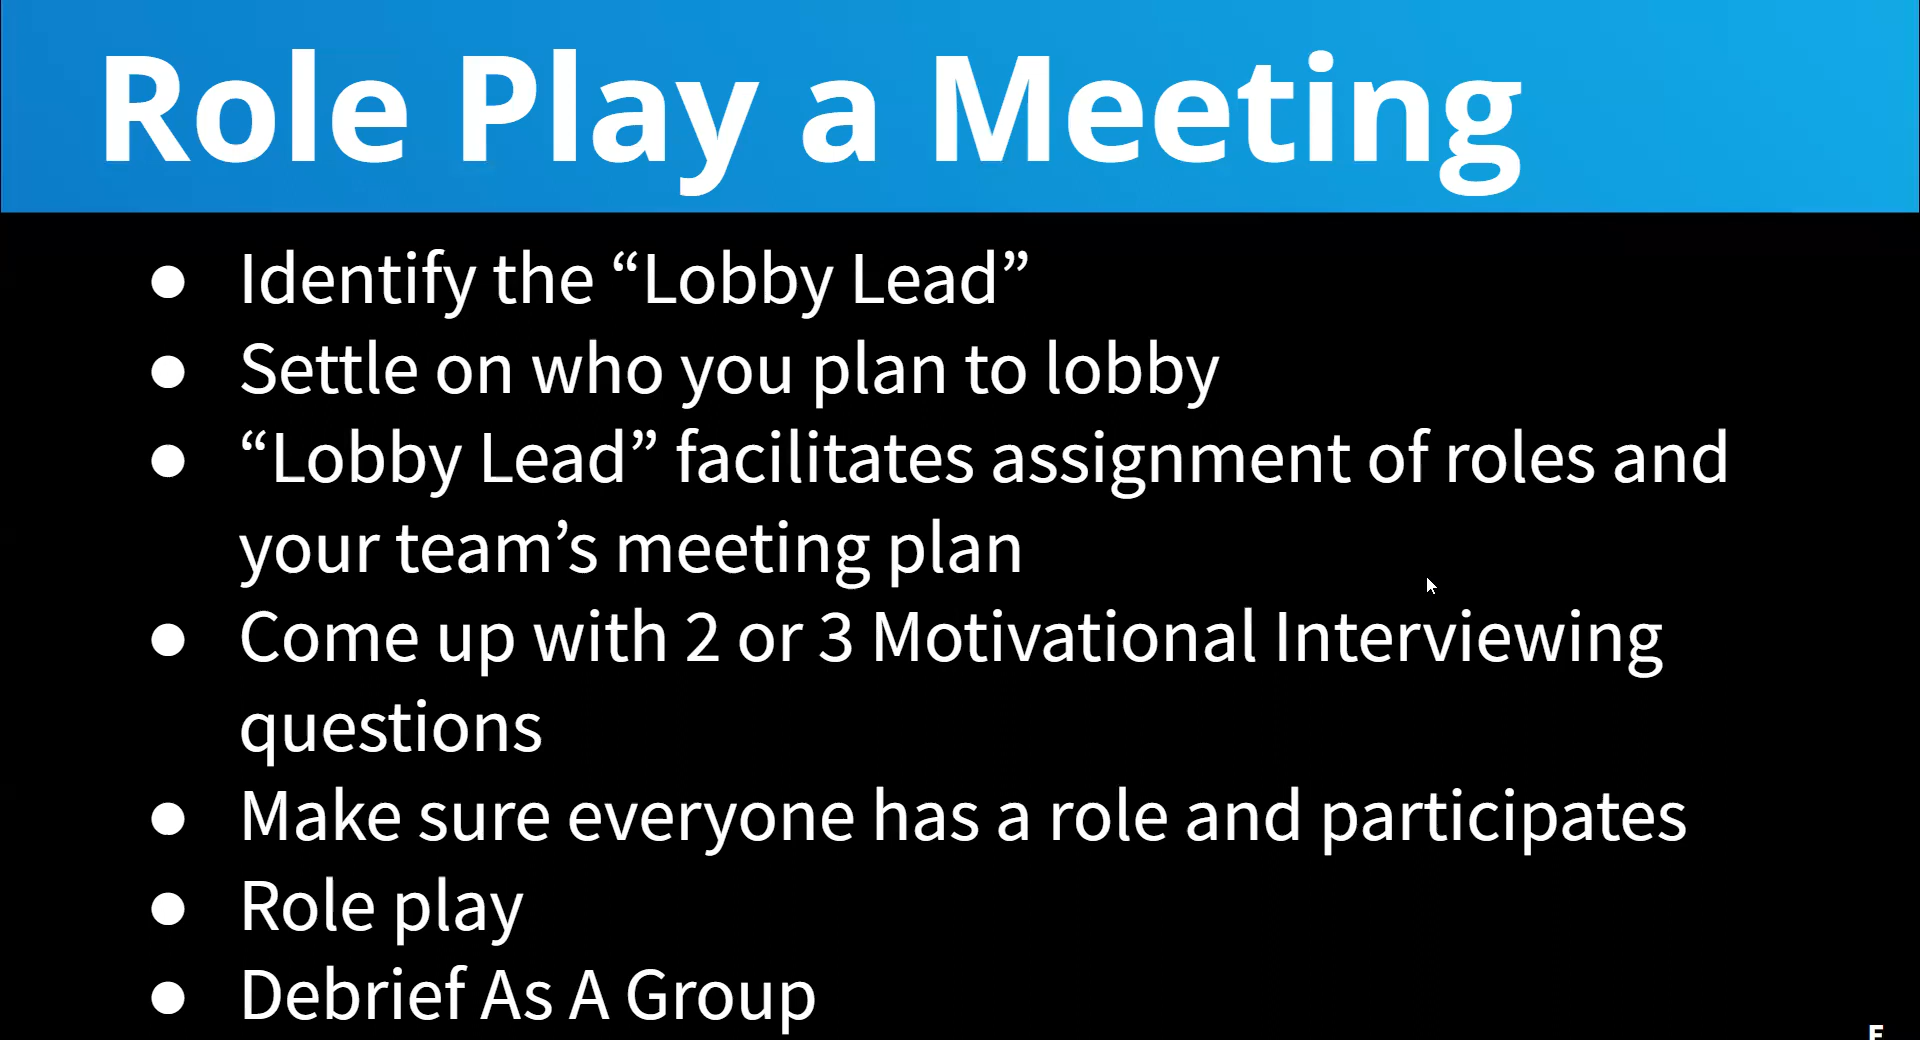 Role Play a Meeting
● Identify the “Lobby Lead”
● Settle on who you plan to lobby
● “Lobby Lead” facilitates assignment of roles and
your team’s meeting plan
● Come up with 2 or 3 Motivational Interviewing
questions
● Make sure everyone has a role and participates
● Role play
● Debrief As A Group